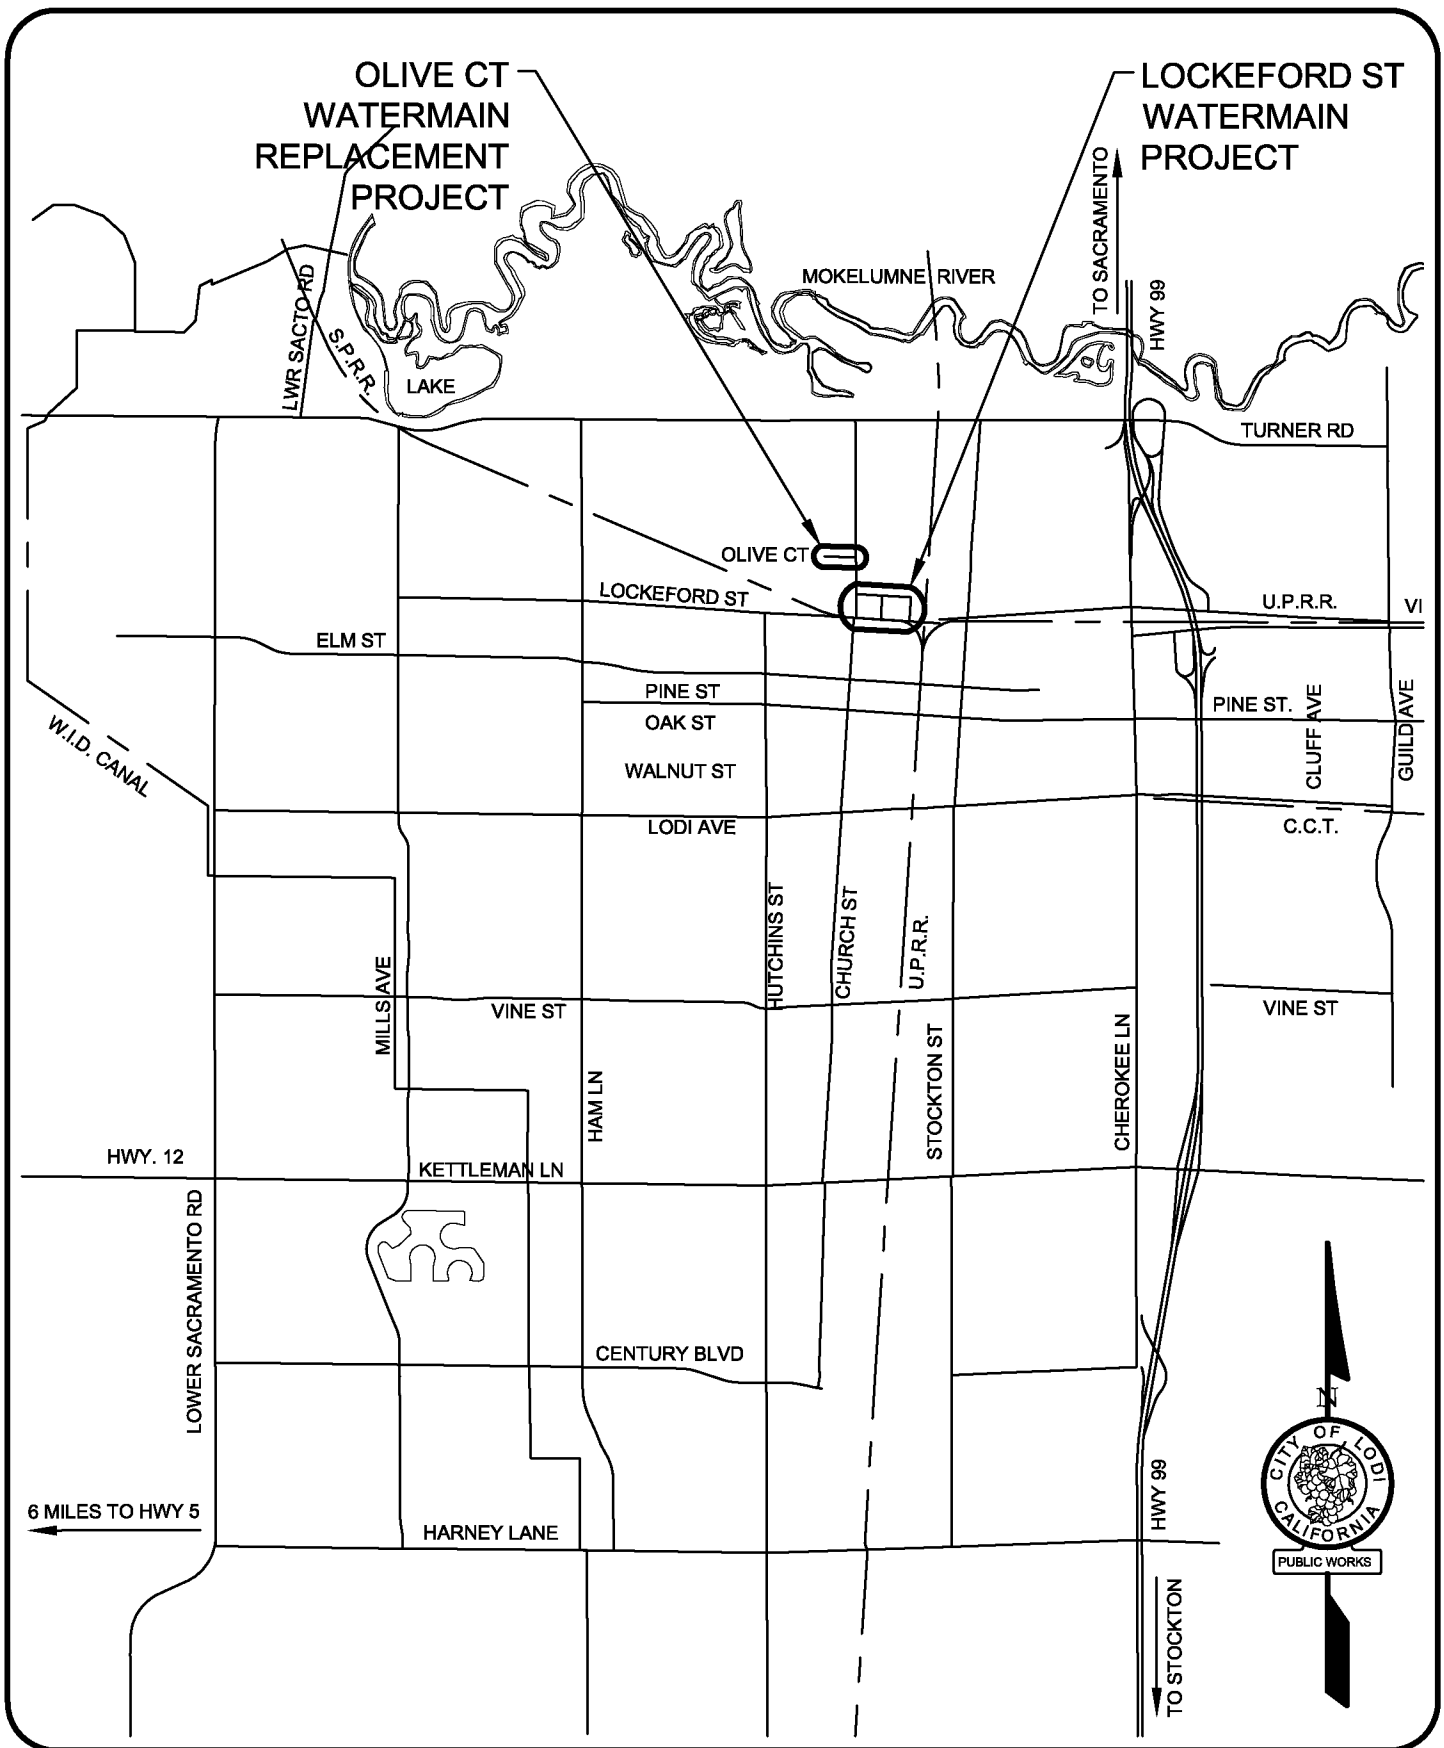 OLIVE CT
WATERMAIN
REPLACEMENT
PROJECT
LOCKEFORD ST
WATERMAIN
PROJECT
TO SACRAMENTO
HWY 99
MOKELUMNE RIVER
LWR SACTO RD
S.P.R.R.
LAKE
TURNER RD
OLIVE CT
LOCKEFORD ST
U.P.R.R.
VI
ELM ST
PINE ST
PINE ST.
OAK ST
CLUFF AVE
GUILD AVE
W.I.D. CANAL
WALNUT ST
LODI AVE
C.C.T.
HUTCHINS ST
CHURCH ST
U.P.R.R.
MILLS AVE
VINE ST
VINE ST
HAM LN
STOCKTON ST
CHEROKEE LN
HWY. 12
KETTLEMAN LN
LOWER SACRAMENTO RD
CENTURY BLVD
N
CITY OF LODI
CALIFORNIA
PUBLIC WORKS
6 MILES TO HWY 5
HARNEY LANE
HWY 99
TO STOCKTON